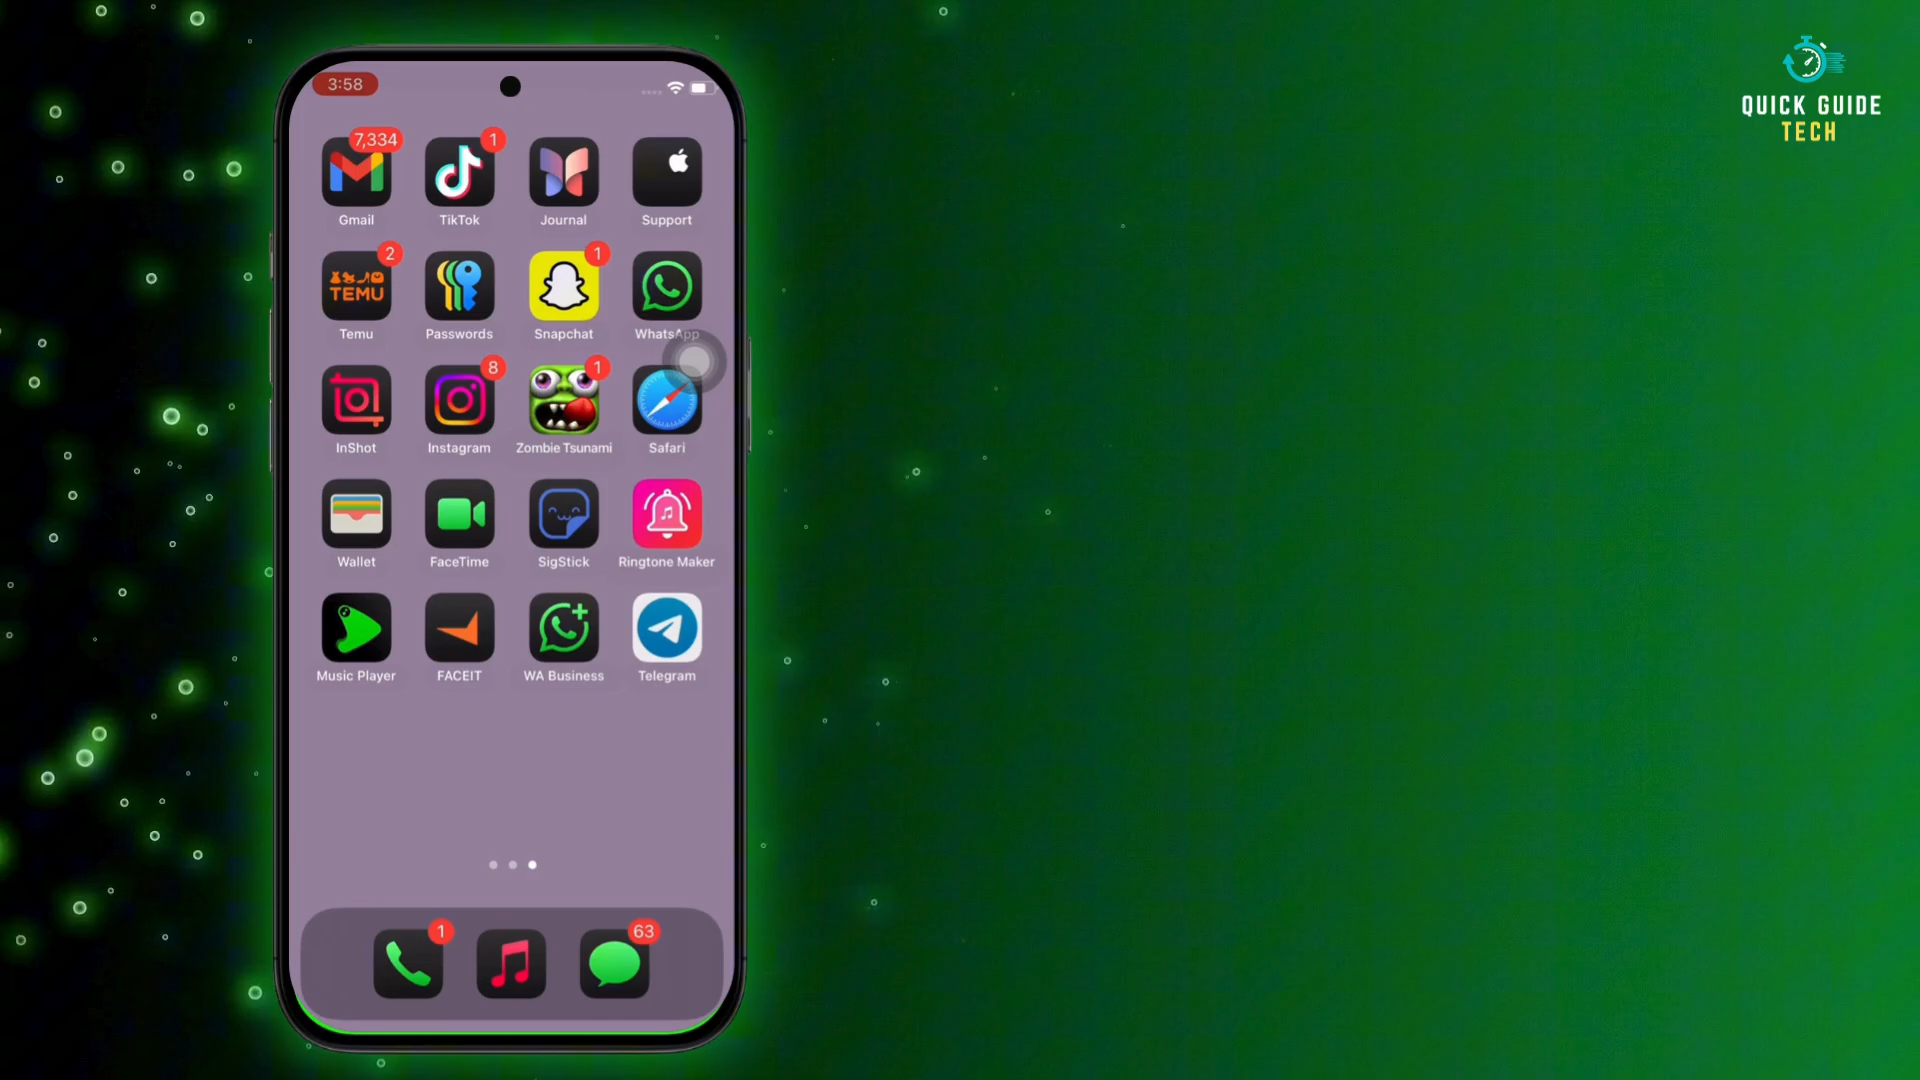 QUICK GUIDE
TECH
3:58
7,334
1
Gmail
TikTok
Journal
Support
2
1
TEMU
Temu
Passwords
Snapchat
WhatsApp
8
1
InShot
Instagram
Zombie Tsunami
Safari
Wallet
FaceTime
SigStick
Ringtone Maker
Music Player
FACEIT
WA Business
Telegram
1
63